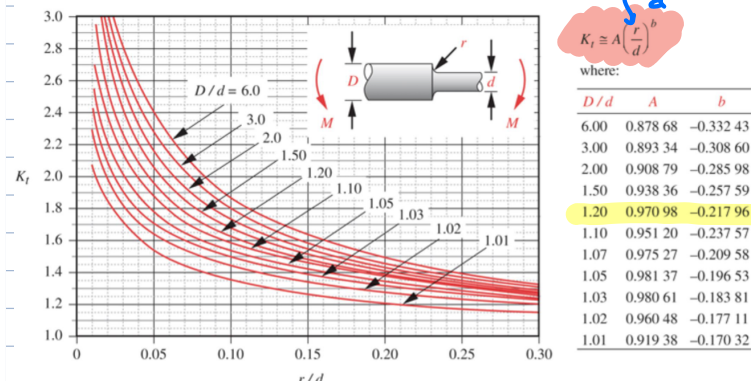 3.0
2.8
2.6
2.4
2.2
2.0
1.8
1.6
1.4
1.2
1.0
K_t
0
0.05
0.10
0.15
0.20
0.25
0.30
r/d
D/d = 6.0
3.0
2.0
1.50
1.20
1.10
1.05
1.03
1.02
1.01
r
D
d
M
M
K_t ≅ A(r/d)^b
where:
D/d A b
6.00 0.878 68 –0.332 43
3.00 0.893 34 –0.308 60
2.00 0.908 79 –0.285 98
1.50 0.938 36 –0.257 59
1.20 0.970 98 –0.217 96
1.10 0.951 20 –0.237 57
1.07 0.975 27 –0.209 58
1.05 0.981 37 –0.196 53
1.03 0.980 61 –0.183 81
1.02 0.960 48 –0.177 11
1.01 0.919 38 –0.170 32